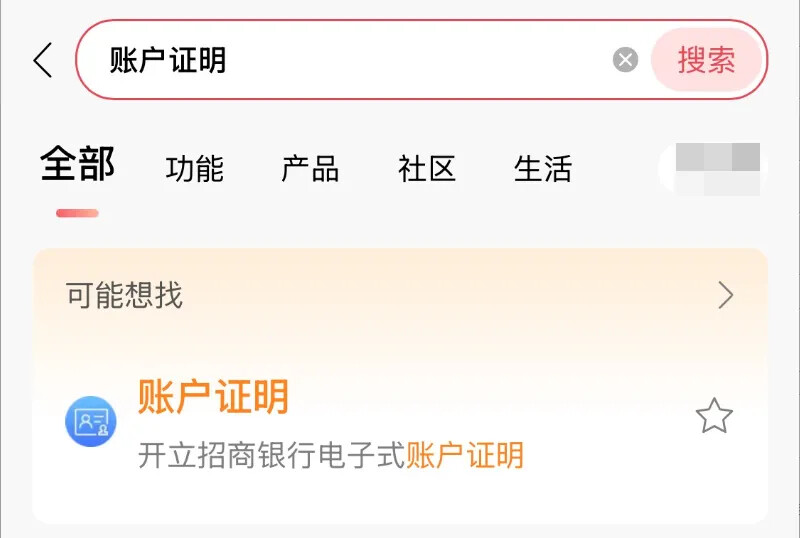 账户证明 搜索
全部 功能 产品 社区 生活
可能想找
账户证明
开立招商银行电子式账户证明